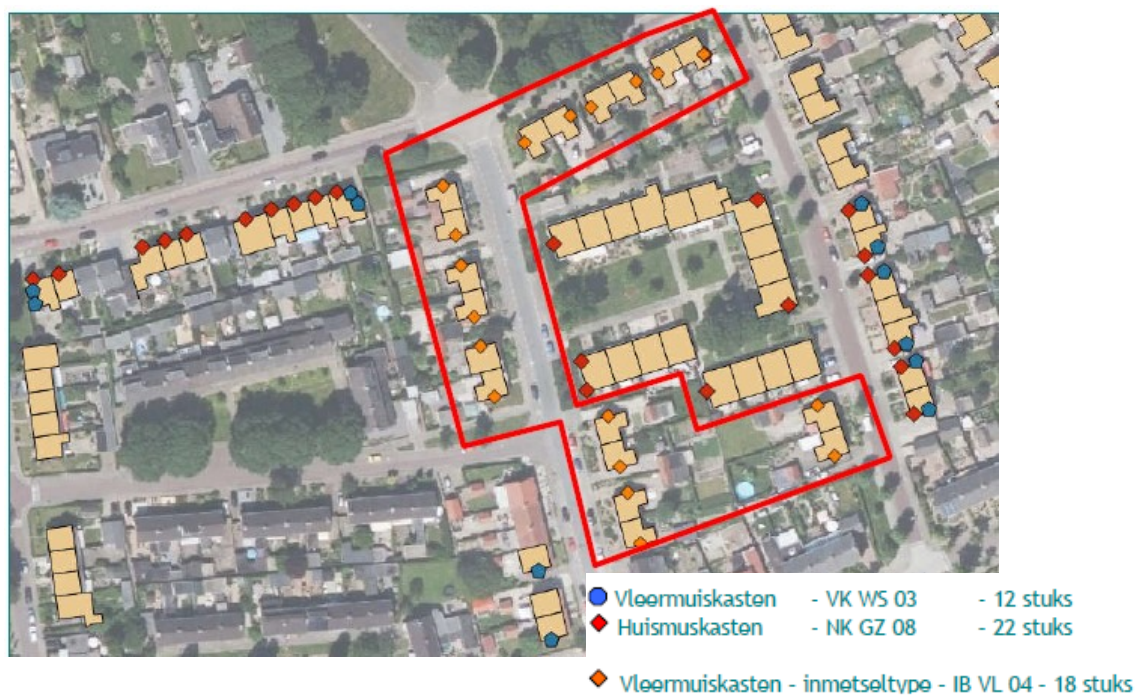 Vleermuiskasten - VK WS 03 - 12 stuks
Huismuskasten - NK GZ 08 - 22 stuks
Vleermuiskasten - inmetseltype - IB VL 04 - 18 stuks